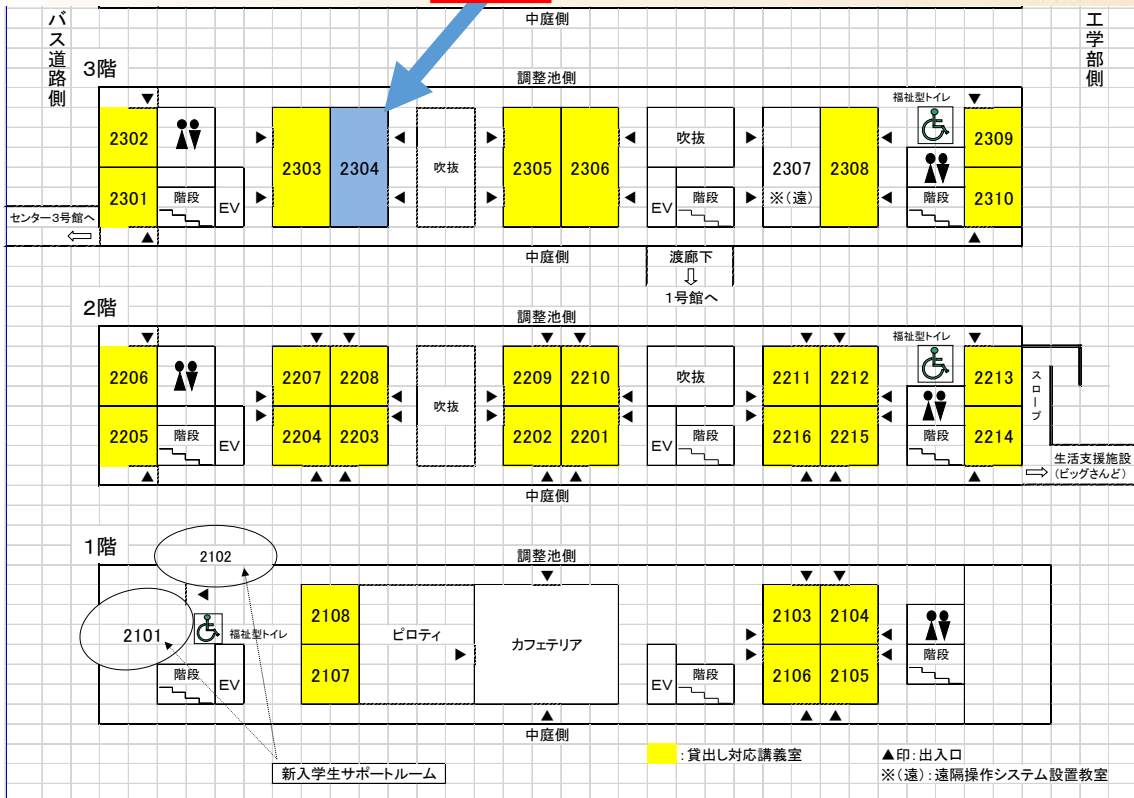 中庭側
バス道路側
工学部側
3階
調整池側
福祉型トイレ
2302
2301
階段
EV
2303
2304
吹抜
2305
2306
吹抜
EV
階段
2307
※(遠)
2308
階段
2309
2310
センター3号館へ
中庭側
渡廊下
1号館へ
2階
調整池側
福祉型トイレ
2206
2205
階段
EV
2207
2208
2204
2203
吹抜
2209
2210
2202
2201
吹抜
EV
階段
2211
2212
2216
2215
階段
2213
2214
スロープ
生活支援施設
(ビッグさんど)
中庭側
1階
2102
調整池側
2101
福祉型トイレ
階段
EV
2108
2107
ピロティ
カフェテリア
EV
階段
2103
2104
2106
2105
階段
中庭側
新入学生サポートルーム
:貸出し対応講義室
▲印:出入口
※(遠):遠隔操作システム設置教室